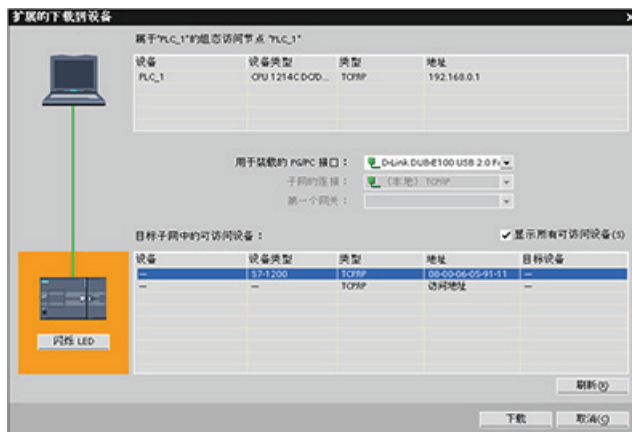 扩展的下载到设备
属于"PLC_1"的组态访问节点 "PLC_1"
设备 设备类型 类型 地址
PLC_1 CPU 1214C DC/D... TCP/IP 192.168.0.1
用于装载的 PG/PC 接口：
D-Link DUB-E100 USB 2.0 Fa
子网的连接：
(本地) TCP/IP
第一个网关：
目标子网中的可访问设备：
显示所有可访问设备(S)
设备 设备类型 类型 地址 目标设备
— S7-1200 TCP/IP 08-00-06-05-91-11 —
— — TCP/IP 访问地址 —
闪烁 LED
刷新(R)
下载 取消(C)